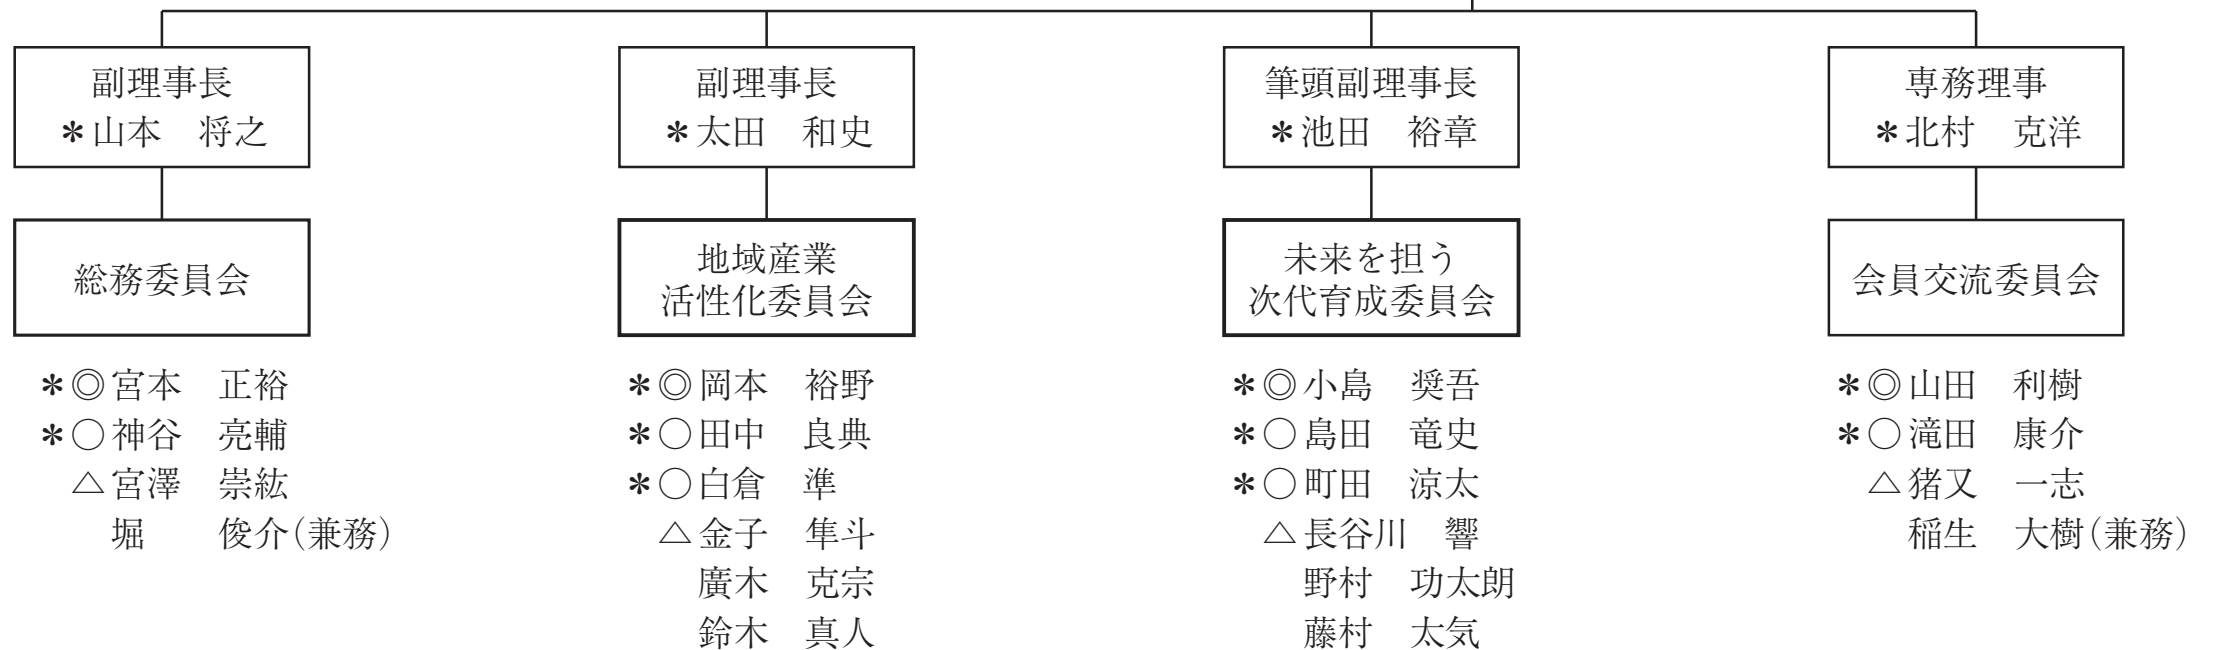 副理事長
＊山本　将之
総務委員会
＊◎宮本　正裕
＊○神谷　亮輔
△宮澤　崇紘
堀　　俊介（兼務）
副理事長
＊太田　和史
地域産業
活性化委員会
＊◎岡本　裕野
＊○田中　良典
＊○白倉　準
△金子　隼斗
廣木　克宗
鈴木　真人
筆頭副理事長
＊池田　裕章
未来を担う
次代育成委員会
＊◎小島　奨吾
＊○島田　竜史
＊○町田　涼太
△長谷川　響
野村　功太朗
藤村　太気
専務理事
＊北村　克洋
会員交流委員会
＊◎山田　利樹
＊○滝田　康介
△猪又　一志
稲生　大樹（兼務）